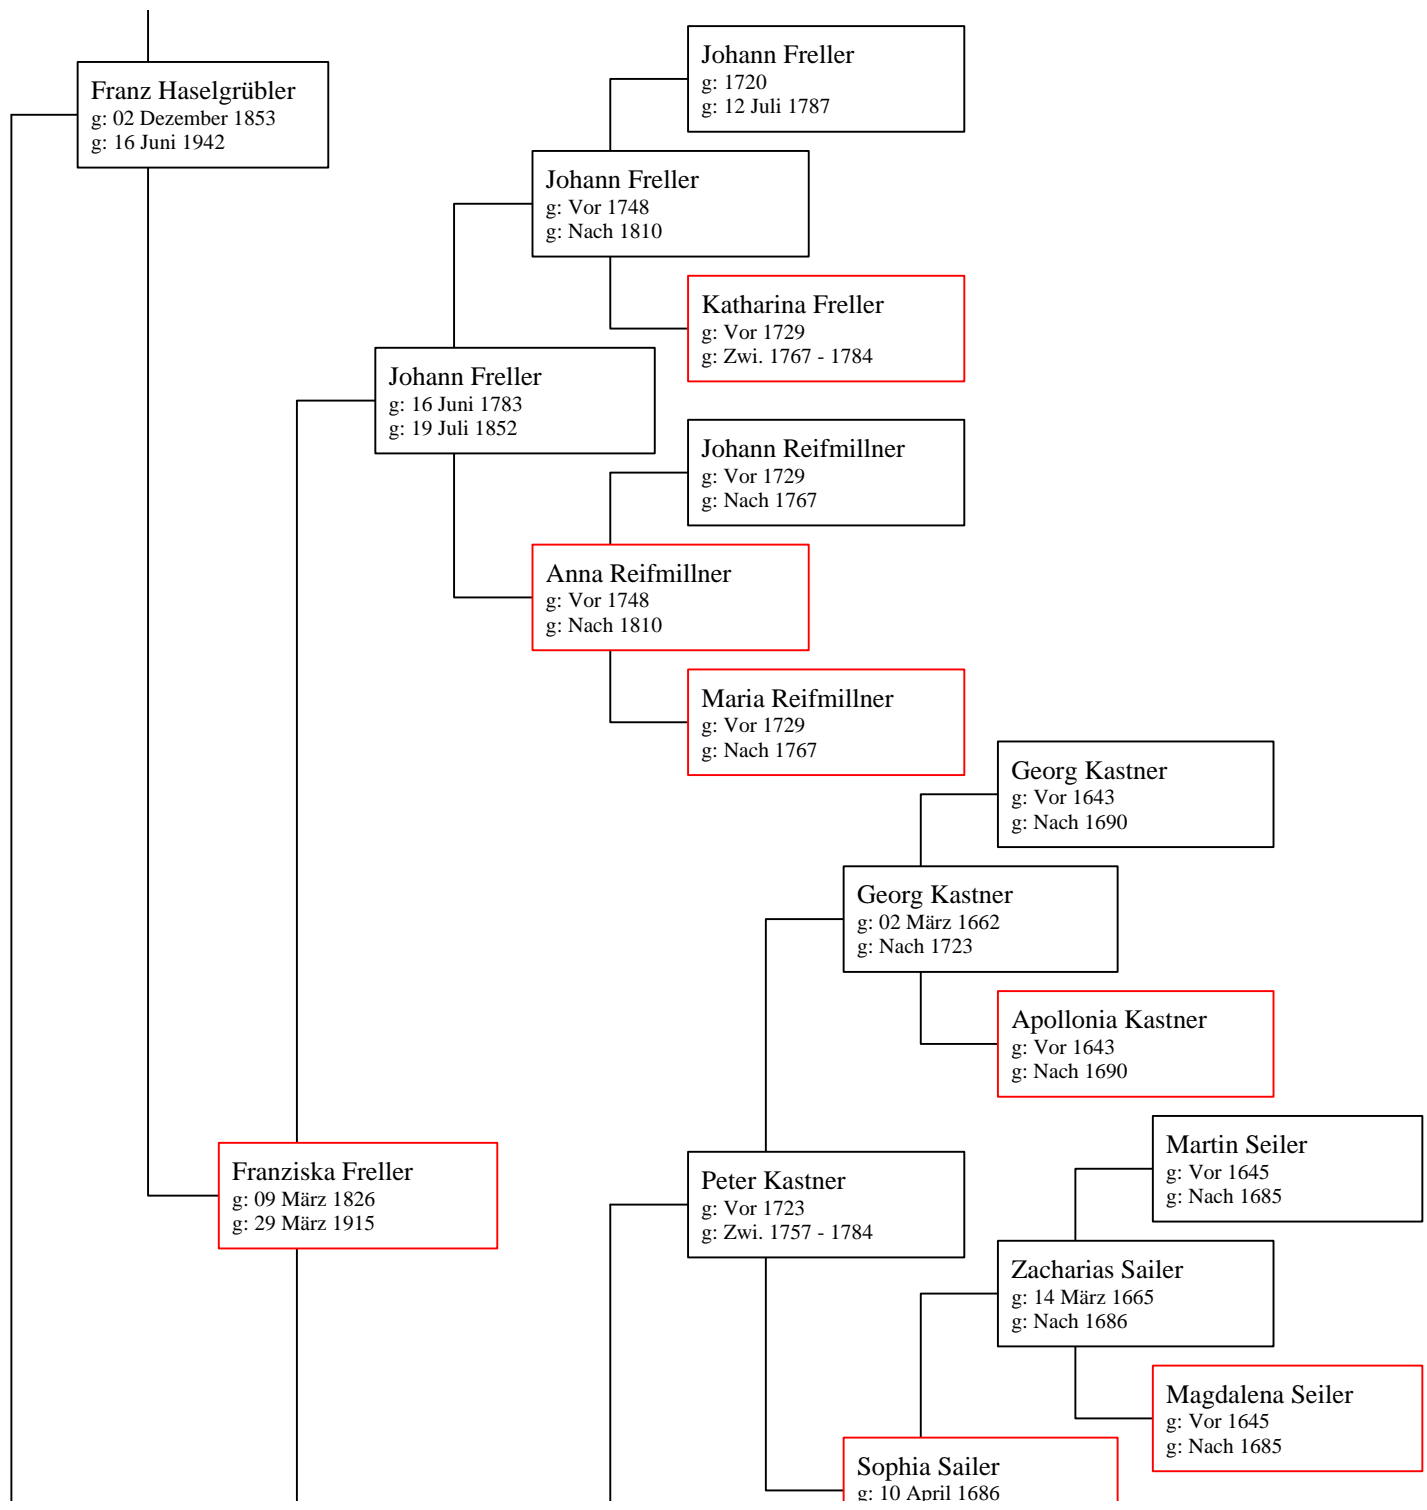 Johann Freller
g: 1720
g: 12 Juli 1787
Franz Haselgrübler
g: 02 Dezember 1853
g: 16 Juni 1942
Johann Freller
g: Vor 1748
g: Nach 1810
Katharina Freller
g: Vor 1729
g: Zwi. 1767 - 1784
Johann Freller
g: 16 Juni 1783
g: 19 Juli 1852
Johann Reifmillner
g: Vor 1729
g: Nach 1767
Anna Reifmillner
g: Vor 1748
g: Nach 1810
Maria Reifmillner
g: Vor 1729
g: Nach 1767
Georg Kastner
g: Vor 1643
g: Nach 1690
Georg Kastner
g: 02 März 1662
g: Nach 1723
Apollonia Kastner
g: Vor 1643
g: Nach 1690
Martin Seiler
g: Vor 1645
g: Nach 1685
Franziska Freller
g: 09 März 1826
g: 29 März 1915
Peter Kastner
g: Vor 1723
g: Zwi. 1757 - 1784
Zacharias Sailer
g: 14 März 1665
g: Nach 1686
Magdalena Seiler
g: Vor 1645
g: Nach 1685
Sophia Sailer
g: 10 April 1686